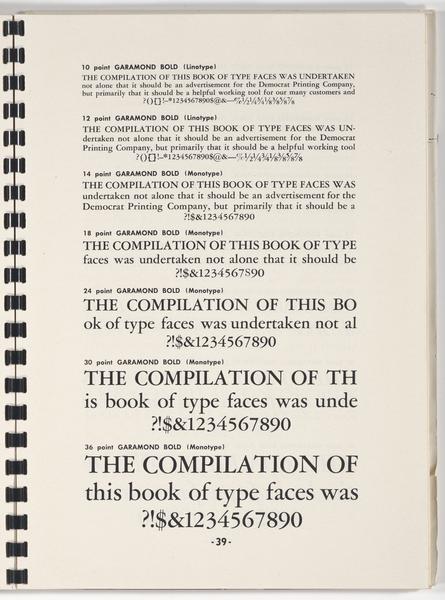 10 point GARAMOND BOLD (Linotype)
THE COMPILATION OF THIS BOOK OF TYPE FACES WAS UNDERTAKEN
not alone that it should be an advertisement for the Democrat Printing Company,
but primarily that it should be a helpful working tool for our many customers and
?()[]!–*1234567890$@&—
12 point GARAMOND BOLD (Linotype)
THE COMPILATION OF THIS BOOK OF TYPE FACES WAS UN-
dertaken not alone that it should be an advertisement for the Democrat
Printing Company, but primarily that it should be a helpful working tool
?()[]!–*1234567890$@&—
14 point GARAMOND BOLD (Monotype)
THE COMPILATION OF THIS BOOK OF TYPE FACES WAS
undertaken not alone that it should be an advertisement for the
Democrat Printing Company, but primarily that it should be a
?!$&1234567890
18 point GARAMOND BOLD (Monotype)
THE COMPILATION OF THIS BOOK OF TYPE
faces was undertaken not alone that it should be
?!$&1234567890
24 point GARAMOND BOLD (Monotype)
THE COMPILATION OF THIS BO
ok of type faces was undertaken not al
?!$&1234567890
30 point GARAMOND BOLD (Monotype)
THE COMPILATION OF TH
is book of type faces was unde
?!$&1234567890
36 point GARAMOND BOLD (Monotype)
THE COMPILATION OF
this book of type faces was
?!$&1234567890
-39-